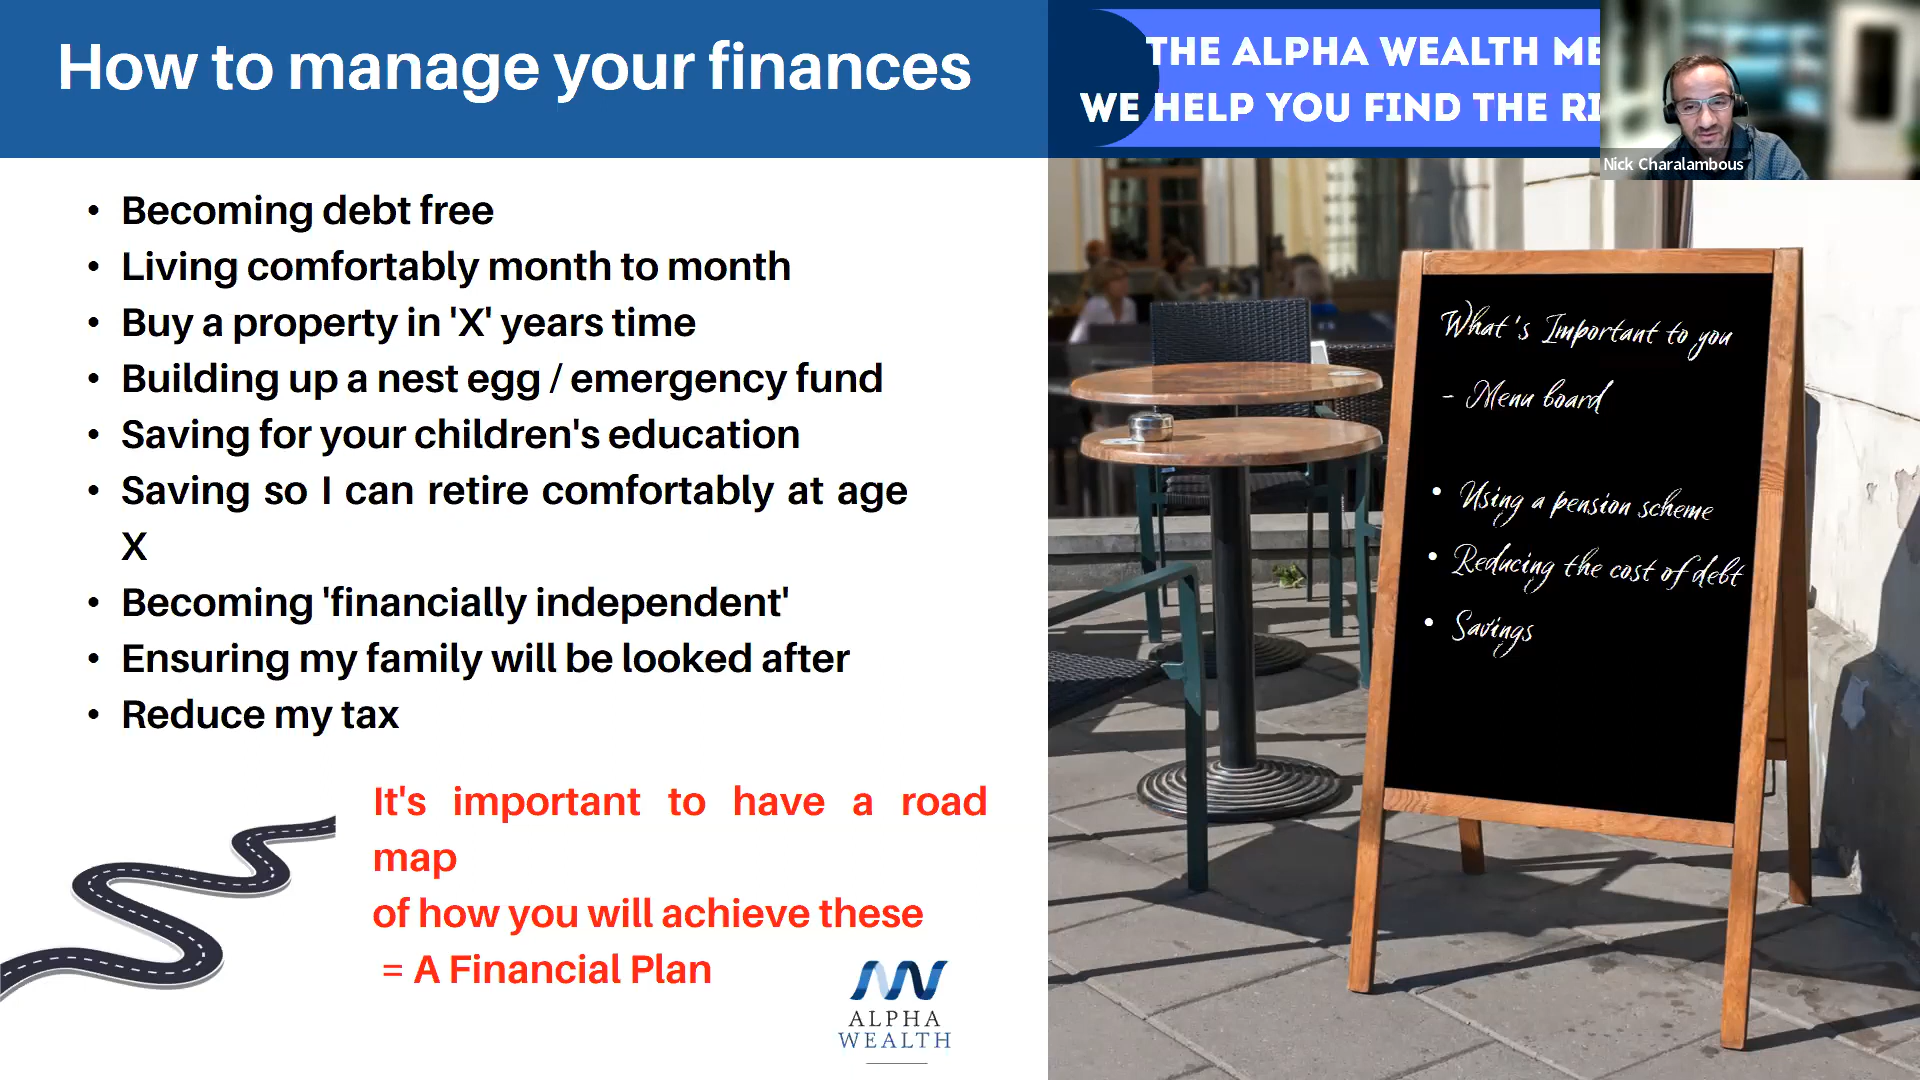 How to manage your finances
THE ALPHA WEALTH
WE HELP YOU FIND THE
Nick Charalambous
• Becoming debt free
• Living comfortably month to month
• Buy a property in 'X' years time
• Building up a nest egg / emergency fund
• Saving for your children's education
• Saving so I can retire comfortably at age
X
• Becoming 'financially independent'
• Ensuring my family will be looked after
• Reduce my tax
It's important to have a road
map
of how you will achieve these
= A Financial Plan
ALPHA
WEALTH
What's Important to you
- Menu board
• Using a pension scheme
• Reducing the cost of debt
• Savings